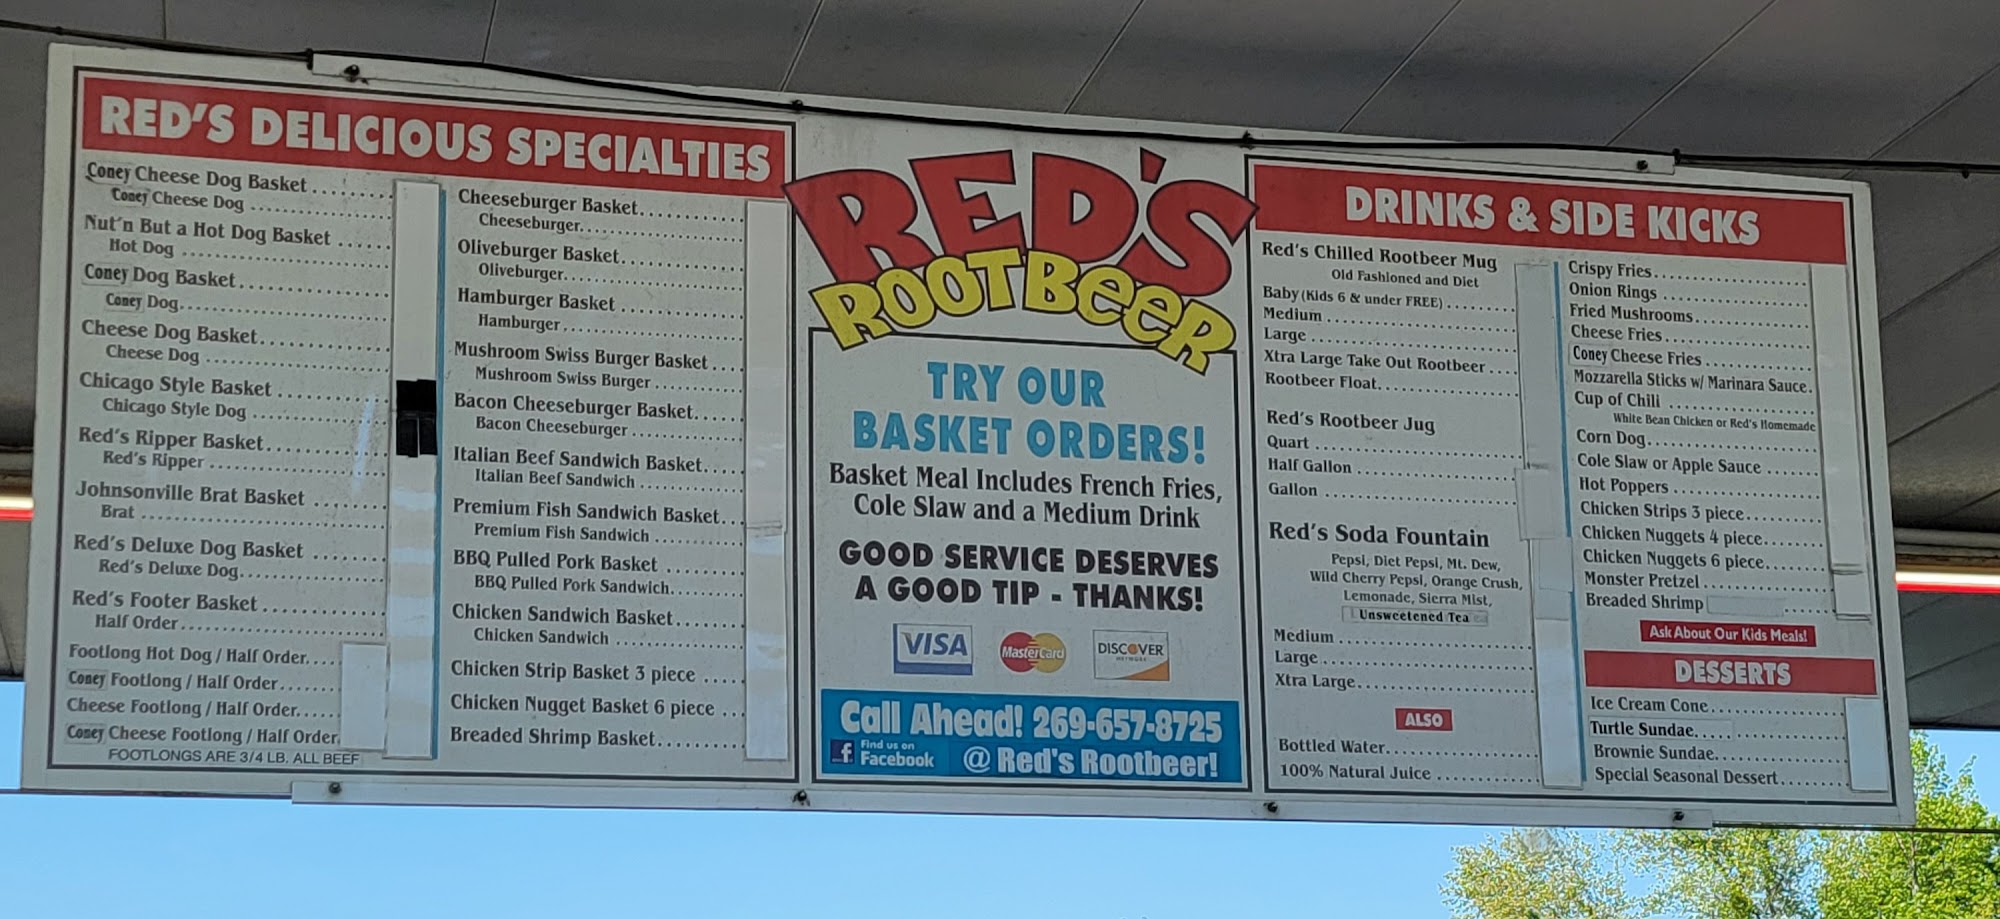 RED'S DELICIOUS SPECIALTIES
Coney Cheese Dog Basket
Coney Cheese Dog
Nut'n But a Hot Dog Basket
Hot Dog
Coney Dog Basket
Coney Dog
Cheese Dog Basket
Cheese Dog
Chicago Style Basket
Chicago Style Dog
Red's Ripper Basket
Red's Ripper
Johnsonville Brat Basket
Brat
Red's Deluxe Dog Basket
Red's Deluxe Dog
Red's Footer Basket
Half Order
Footlong Hot Dog / Half Order
Coney Footlong / Half Order
Cheese Footlong / Half Order
Coney Cheese Footlong / Half Order
FOOTLONGS ARE 3/4 LB. ALL BEEF
Cheeseburger Basket
Cheeseburger
Oliveburger Basket
Oliveburger
Hamburger Basket
Hamburger
Mushroom Swiss Burger Basket
Mushroom Swiss Burger
Bacon Cheeseburger Basket
Bacon Cheeseburger
Italian Beef Sandwich Basket
Italian Beef Sandwich
Premium Fish Sandwich Basket
Premium Fish Sandwich
BBQ Pulled Pork Basket
BBQ Pulled Pork Sandwich
Chicken Sandwich Basket
Chicken Sandwich
Chicken Strip Basket 3 piece
Chicken Nugget Basket 6 piece
Breaded Shrimp Basket
RED'S
ROOTBEER
TRY OUR
BASKET ORDERS!
Basket Meal Includes French Fries,
Cole Slaw and a Medium Drink
GOOD SERVICE DESERVES
A GOOD TIP - THANKS!
VISA
MasterCard
DISCOVER
NETWORK
Call Ahead! 269-657-8725
f Find us on
Facebook
@ Red's Rootbeer!
DRINKS & SIDE KICKS
Red's Chilled Rootbeer Mug
Old Fashioned and Diet
Baby (Kids 6 & under FREE)
Medium
Large
Xtra Large Take Out Rootbeer
Rootbeer Float
Red's Rootbeer Jug
Quart
Half Gallon
Gallon
Red's Soda Fountain
Pepsi, Diet Pepsi, Mt. Dew,
Wild Cherry Pepsi, Orange Crush,
Lemonade, Sierra Mist,
Unsweetened Tea
Medium
Large
Xtra Large
ALSO
Bottled Water
100% Natural Juice
Crispy Fries
Onion Rings
Fried Mushrooms
Cheese Fries
Coney Cheese Fries
Mozzarella Sticks w/ Marinara Sauce
Cup of Chili
White Bean Chicken or Red's Homemade
Corn Dog
Cole Slaw or Apple Sauce
Hot Poppers
Chicken Strips 3 piece
Chicken Nuggets 4 piece
Chicken Nuggets 6 piece
Monster Pretzel
Breaded Shrimp
Ask About Our Kids Meals!
DESSERTS
Ice Cream Cone
Turtle Sundae
Brownie Sundae
Special Seasonal Dessert